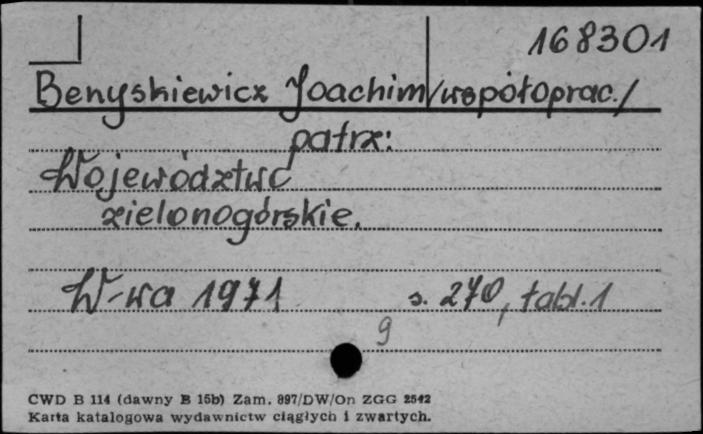 168301
Benyskiewicz Joachim /współoprac./
patrz:
Województwo
zielonogórskie.
W-wa 1971 s. 270, tabl. 1
9
CWD B 114 (dawny B 15b) Zam. 897/DW/On ZGG 2542
Karta katalogowa wydawnictw ciągłych i zwartych.